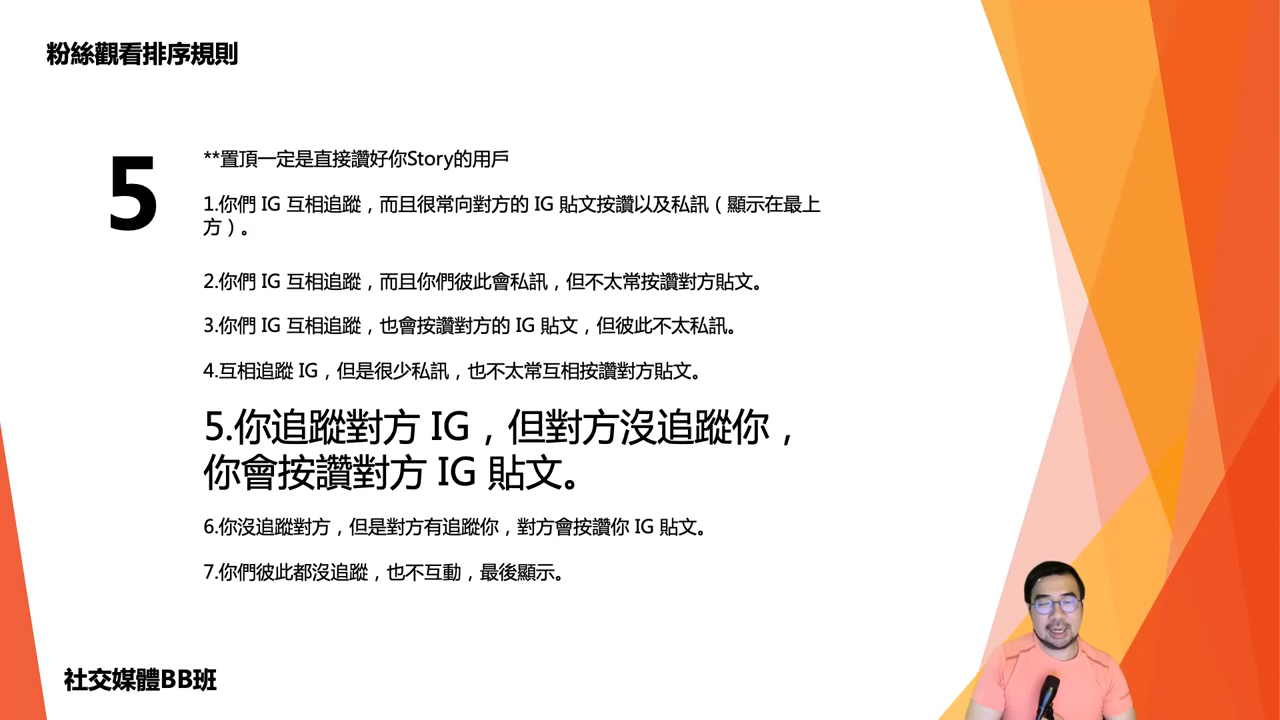 粉絲觀看排序規則
5
**置頂一定是直接讚好你Story的用戶
1.你們 IG 互相追蹤，而且很常向對方的 IG 貼文按讚以及私訊（顯示在最上
方）。
2.你們 IG 互相追蹤，而且你們彼此會私訊，但不太常按讚對方貼文。
3.你們 IG 互相追蹤，也會按讚對方的 IG 貼文，但彼此不太私訊。
4.互相追蹤 IG，但是很少私訊，也不太常互相按讚對方貼文。
5.你追蹤對方 IG，但對方沒追蹤你，
你會按讚對方 IG 貼文。
6.你沒追蹤對方，但是對方有追蹤你，對方會按讚你 IG 貼文。
7.你們彼此都沒追蹤，也不互動，最後顯示。
社交媒體BB班